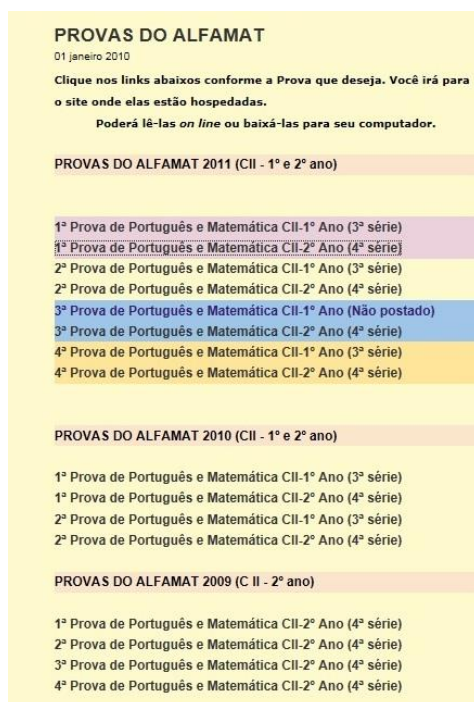 PROVAS DO ALFAMAT
01 janeiro 2010
Clique nos links abaixos conforme a Prova que deseja. Você irá para
o site onde elas estão hospedadas.
Poderá lê-las on line ou baixá-las para seu computador.
PROVAS DO ALFAMAT 2011 (CII - 1º e 2º ano)
1ª Prova de Português e Matemática CII-1º Ano (3ª série)
1ª Prova de Português e Matemática CII-2º Ano (4ª série)
2ª Prova de Português e Matemática CII-1º Ano (3ª série)
2ª Prova de Português e Matemática CII-2º Ano (4ª série)
3ª Prova de Português e Matemática CII-1º Ano (Não postado)
3ª Prova de Português e Matemática CII-2º Ano (4ª série)
4ª Prova de Português e Matemática CII-1º Ano (3ª série)
4ª Prova de Português e Matemática CII-2º Ano (4ª série)
PROVAS DO ALFAMAT 2010 (CII - 1º e 2º ano)
1ª Prova de Português e Matemática CII-1º Ano (3ª série)
1ª Prova de Português e Matemática CII-2º Ano (4ª série)
2ª Prova de Português e Matemática CII-1º Ano (3ª série)
2ª Prova de Português e Matemática CII-2º Ano (4ª série)
PROVAS DO ALFAMAT 2009 (C II - 2º ano)
1ª Prova de Português e Matemática CII-2º Ano (4ª série)
2ª Prova de Português e Matemática CII-2º Ano (4ª série)
3ª Prova de Português e Matemática CII-2º Ano (4ª série)
4ª Prova de Português e Matemática CII-2º Ano (4ª série)